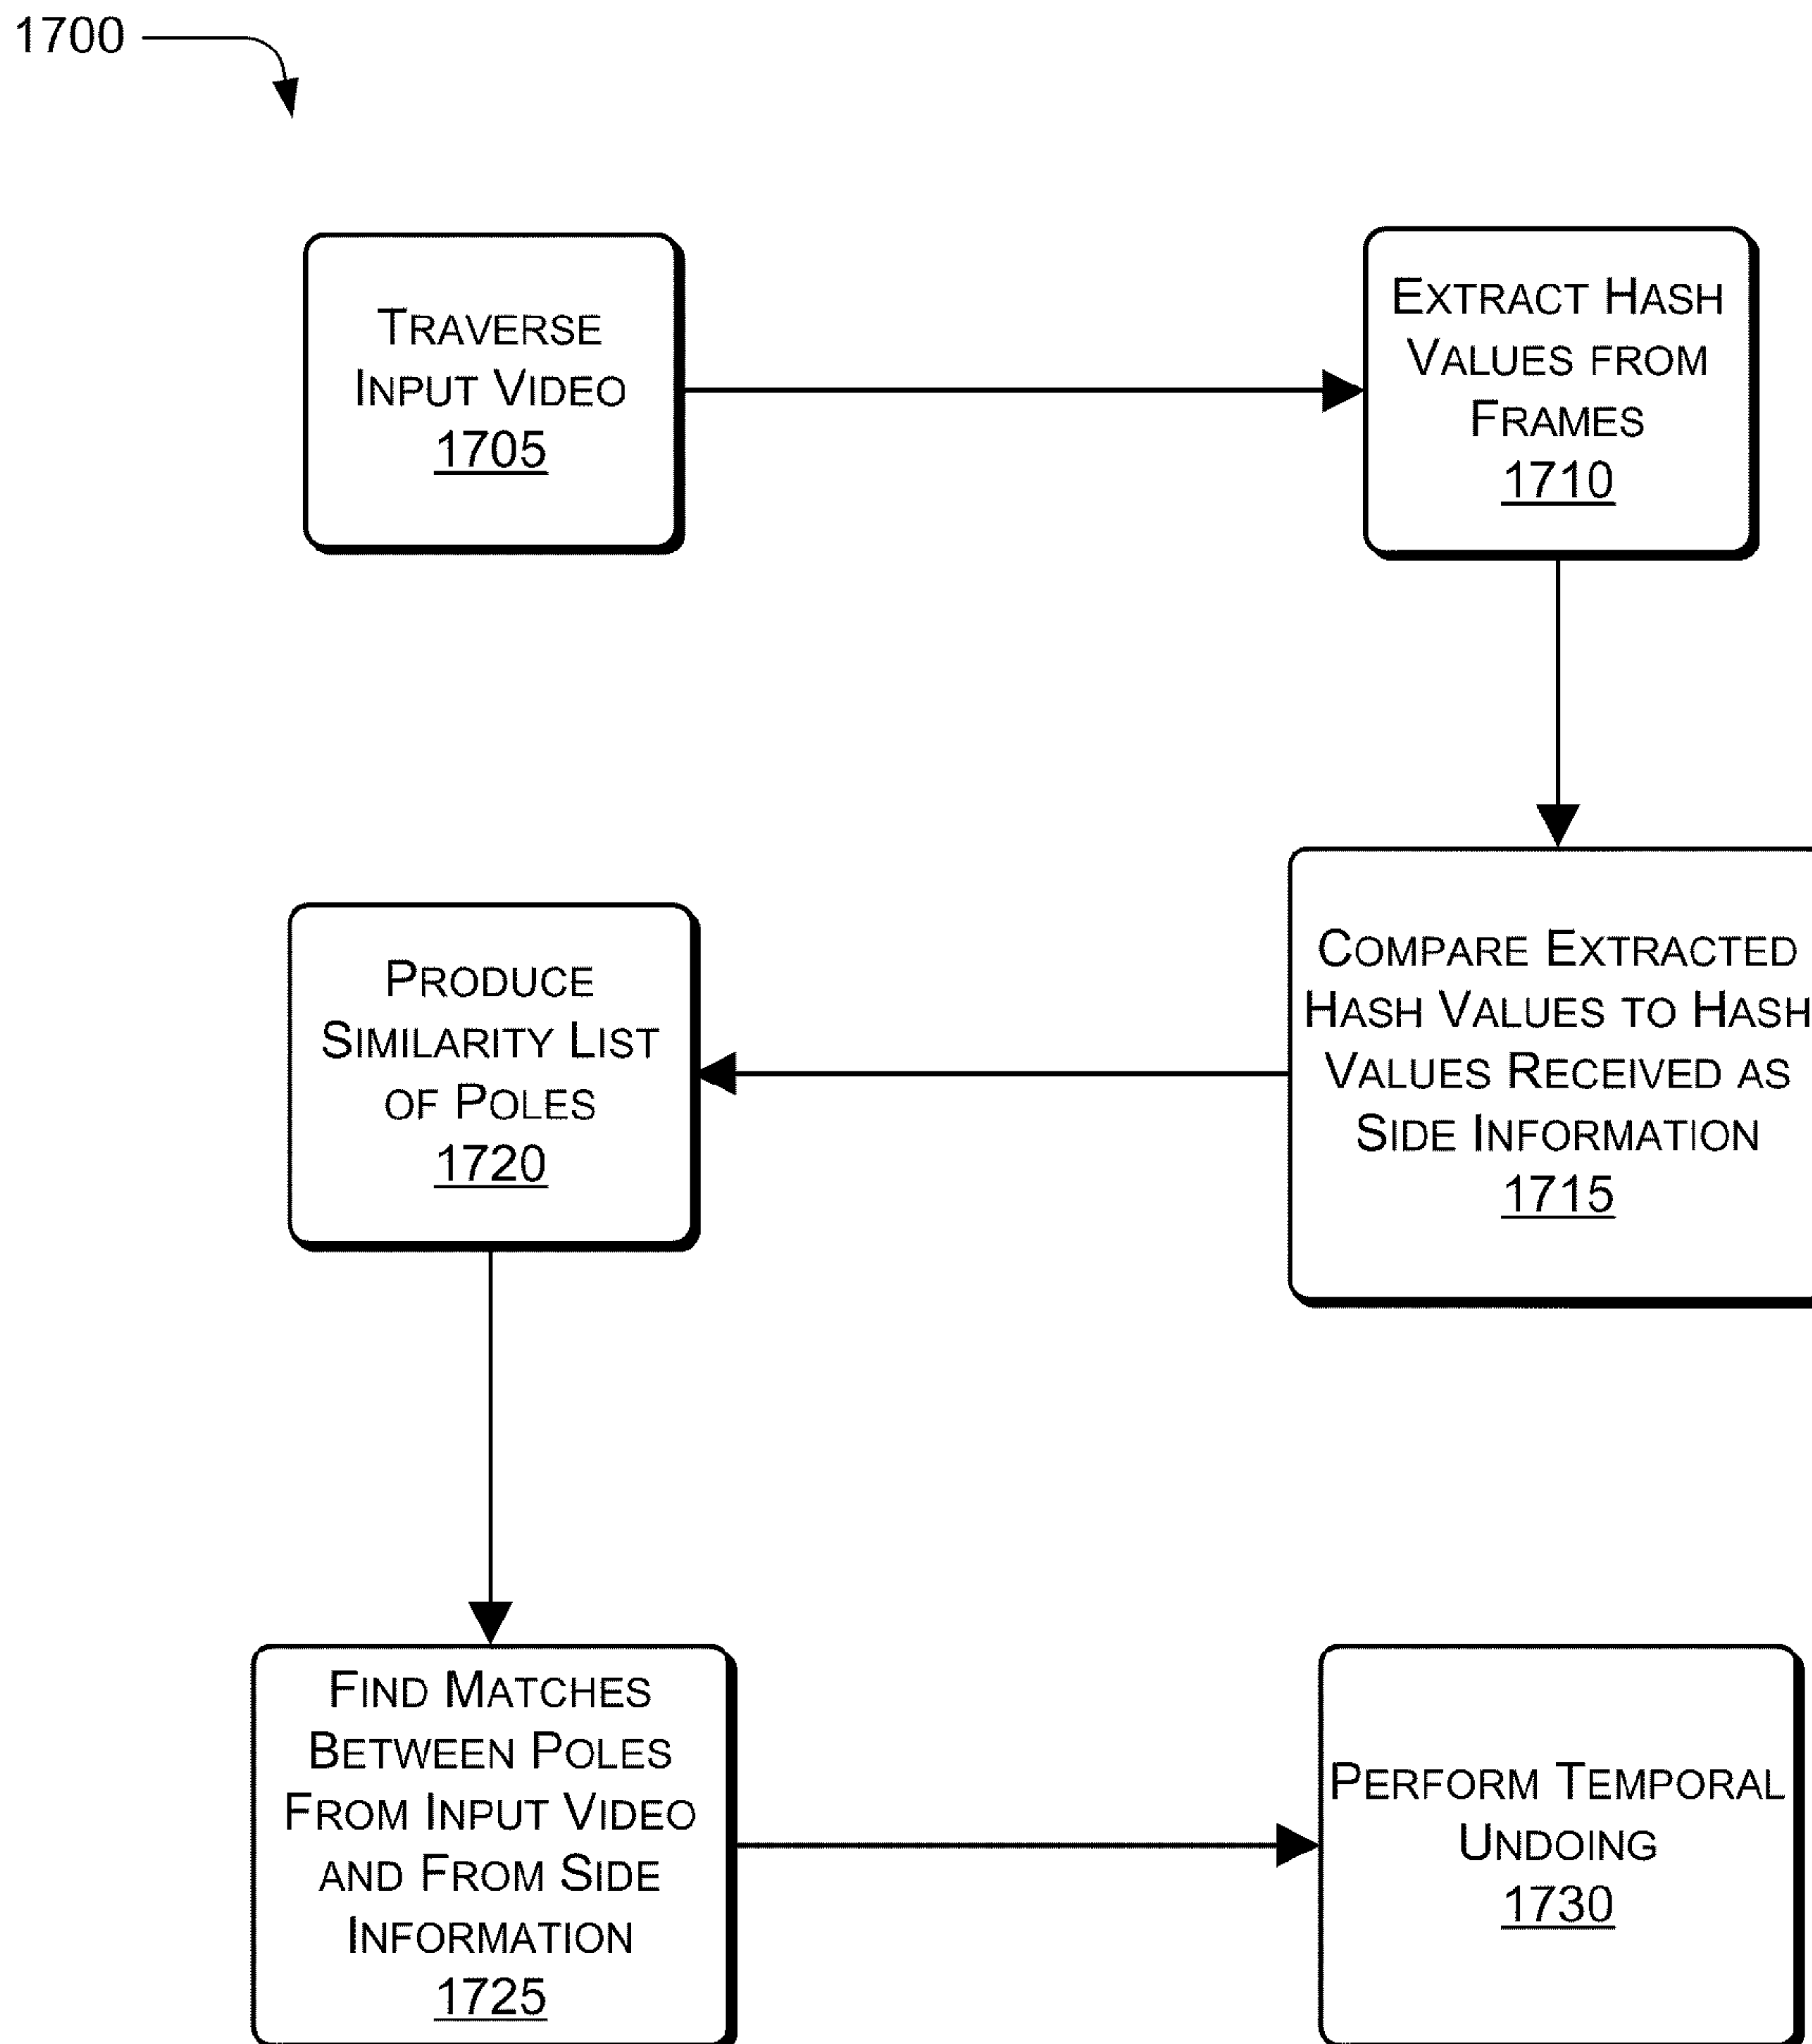 1700
TRAVERSE
INPUT VIDEO
1705
EXTRACT HASH
VALUES FROM
FRAMES
1710
COMPARE EXTRACTED
HASH VALUES TO HASH
VALUES RECEIVED AS
SIDE INFORMATION
1715
PRODUCE
SIMILARITY LIST
OF POLES
1720
FIND MATCHES
BETWEEN POLES
FROM INPUT VIDEO
AND FROM SIDE
INFORMATION
1725
PERFORM TEMPORAL
UNDOING
1730